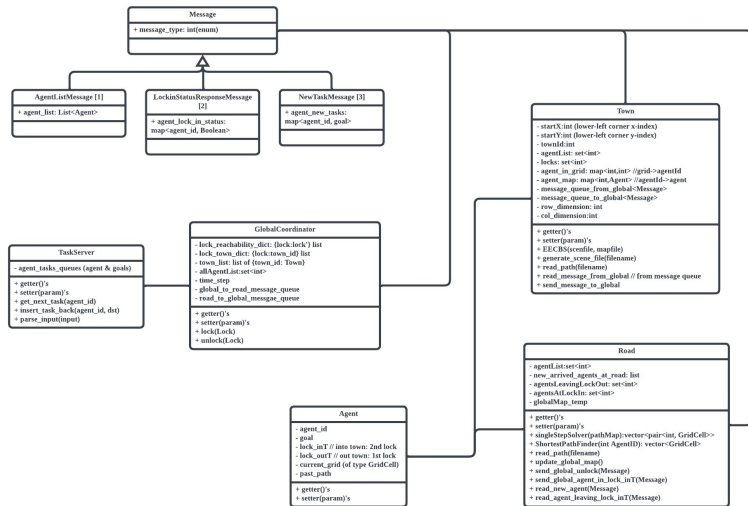 Message
+ message_type: int(enum)
AgentListMessage [1]
+ agent_list: List<Agent>
LockinStatusResponseMessage
[2]
+ agent_lock_in_status:
map<agent_id, Boolean>
NewTaskMessage [3]
+ agent_new_tasks:
map<agent_id, goal>
Town
- startX:int (lower-left corner x-index)
- startY:int (lower-left corner y-index)
- townId:int
- agentList: set<int>
- locks: set<int>
- agent_in_grid: map<int,int> //grid->agentId
- agent_map: map<int,Agent> //agentId->agent
- message_queue_from_global<Message>
- message_queue_to_global<Message>
- row_dimension: int
- col_dimension:int
+ getter()'s
+ setter(param)'s
+ EECBS(scenfile, mapfile)
+ generate_scene_file(filename)
+ read_path(filename)
+ read_message_from_global // from message queue
+ send_message_to_global
TaskServer
- agent_tasks_queues (agent & goals)
+ getter()'s
+ setter(param)'s
+ get_next_task(agent_id)
+ insert_task_back(agent_id, dst)
+ parse_input(input)
GlobalCoordinator
- lock_reachability_dict: {lock:lock'} list
- lock_town_dict: {lock:town_id} list
- town_list: list of {town_id: Town}
- allAgentList:set<int>
- time_step
- global_to_road_message_queue
- road_to_global_messgae_queue
+ getter()'s
+ setter(param)'s
+ lock(Lock)
+ unlock(Lock)
Agent
- agent_id
- goal
- lock_inT // into town: 2nd lock
- lock_outT // out town: 1st lock
- current_grid (of type GridCell)
- past_path
+ getter()'s
+ setter(param)'s
Road
- agentList:set<int>
- new_arrived_agents_at_road: list
- agentsLeavingLockOut: set<int>
- agentsAtLockIn: set<int>
- globalMap_temp
+ getter()'s
+ setter(param)'s
+ singleStepSolver(pathMap):vector<pair<int, GridCell>>
+ ShortestPathFinder(int AgentID): vector<GridCell>
+ read_path(filename)
+ update_global_map()
+ send_global_unlock(Message)
+ send_global_agent_in_lock_inT(Message)
+ read_new_agent(Message)
+ read_agent_leaving_lock_inT(Message)